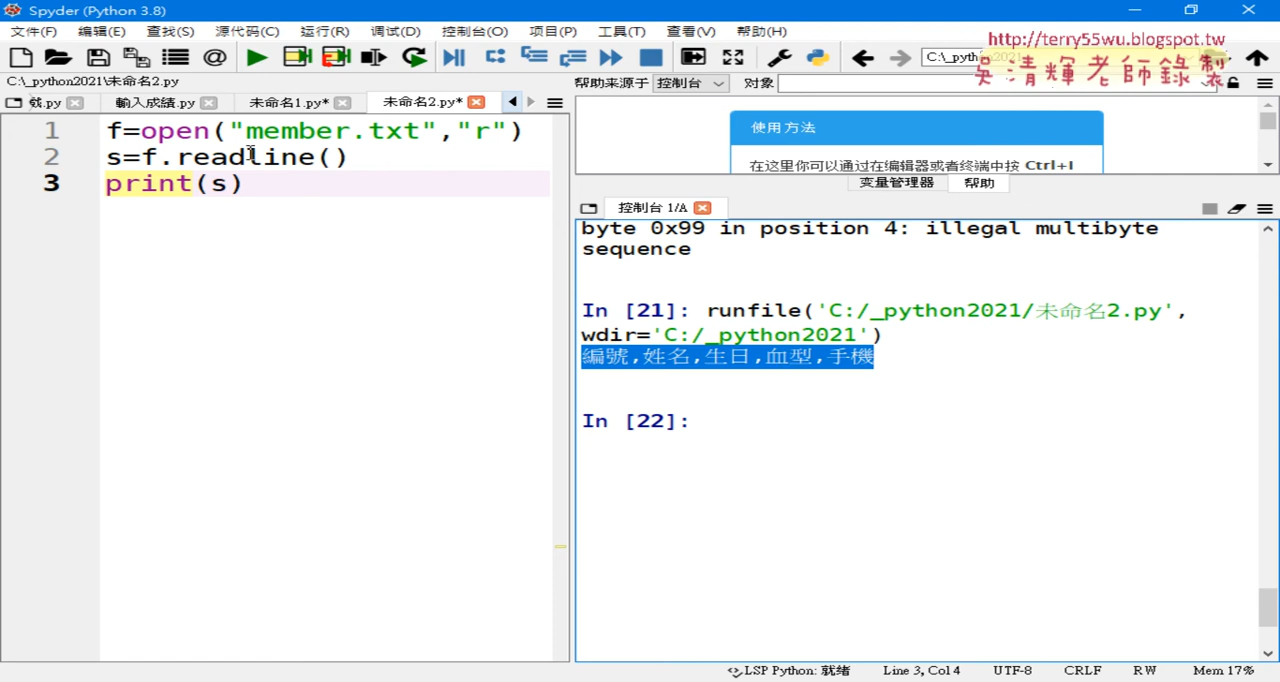 Spyder (Python 3.8)
文件(F) 编辑(E) 查找(S) 源代码(C) 运行(R) 调试(D) 控制台(O) 项目(P) 工具(T) 查看(V) 帮助(H)
http://terry55wu.blogspot.tw
吳清輝老師錄製
C:\_python2021\未命名2.py
帮助来源于 控制台 对象
輸入成績.py 未命名1.py* 未命名2.py*
1 f=open("member.txt","r")
2 s=f.readline()
3 print(s)
使用方法
在这里你可以通过在编辑器或者终端中按 Ctrl+I
变量管理器 帮助
控制台 1/A
byte 0x99 in position 4: illegal multibyte
sequence
In [21]: runfile('C:/_python2021/未命名2.py',
wdir='C:/_python2021')
編號,姓名,生日,血型,手機
In [22]:
LSP Python: 就绪 Line 3, Col 4 UTF-8 CRLF RW Mem 17%